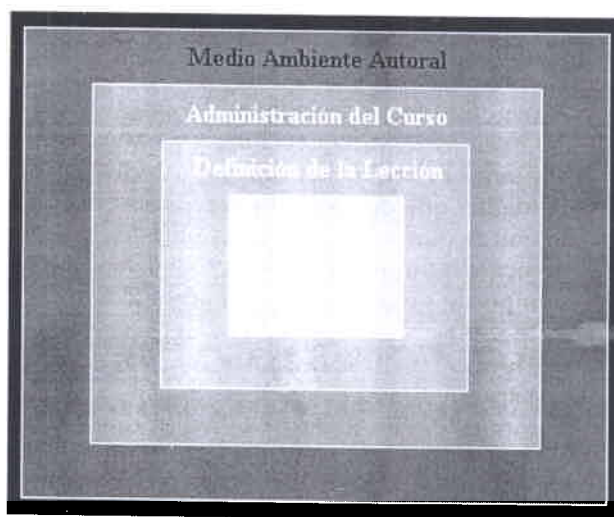 Medio Ambiente Autoral
Administración del Curso
Definición de la Lección